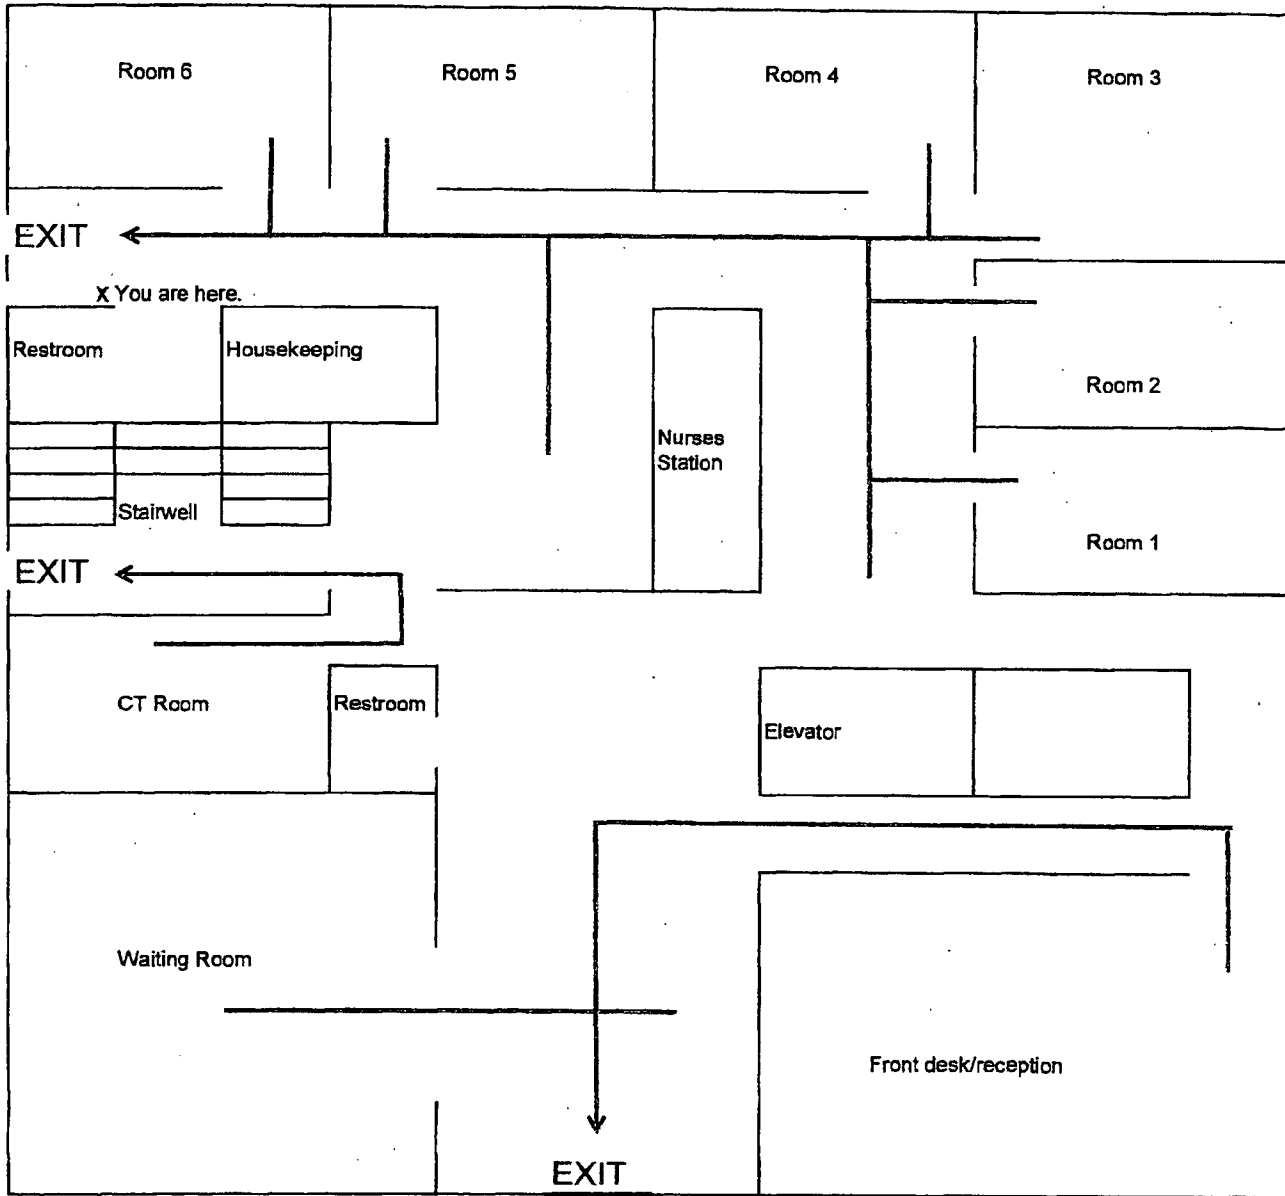 Room 6
Room 5
Room 4
Room 3
EXIT
X You are here.
Restroom
Housekeeping
Room 2
Nurses
Station
Stairwell
Room 1
EXIT
CT Room
Restroom
Elevator
Waiting Room
Front desk/reception
EXIT